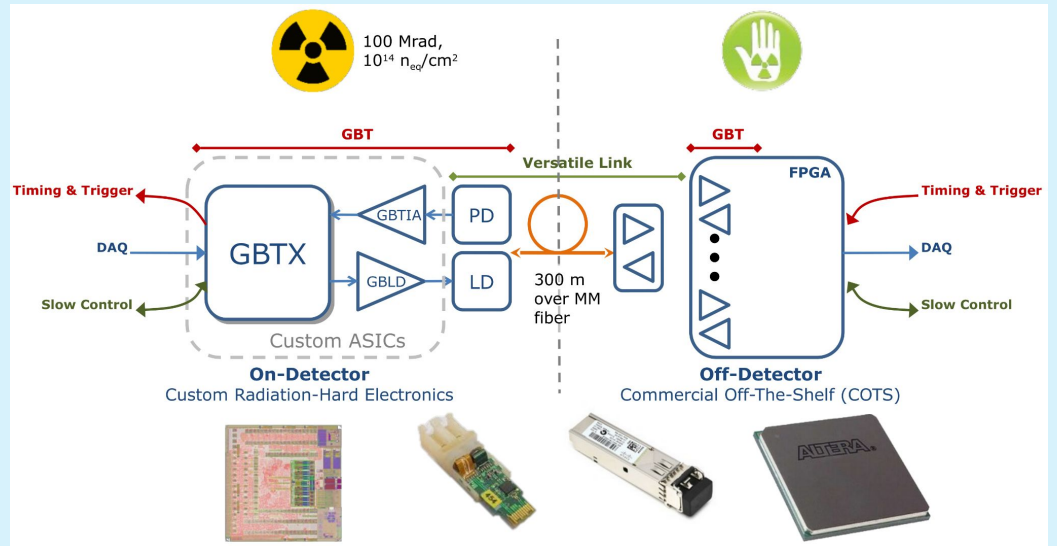 100 Mrad,
10¹⁴ nₑq/cm²
GBT
GBT
Versatile Link
FPGA
Timing & Trigger
Timing & Trigger
GBTIA
PD
DAQ
GBTX
DAQ
GBLD
LD
300 m
over MM
fiber
Slow Control
Slow Control
Custom ASICs
On-Detector
Off-Detector
Custom Radiation-Hard Electronics
Commercial Off-The-Shelf (COTS)
ALTERA®